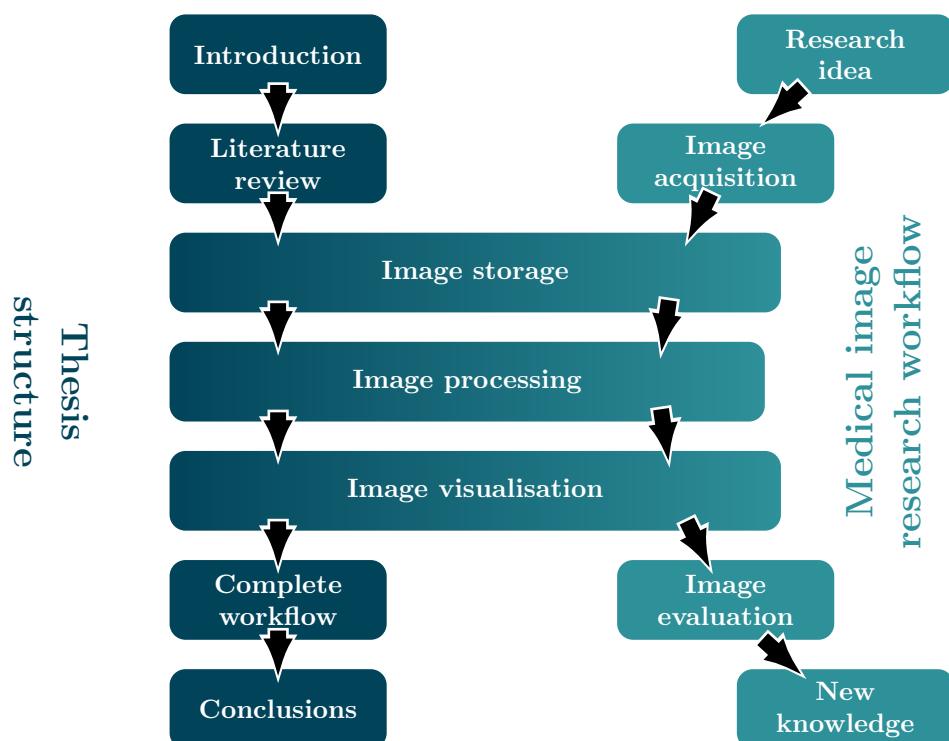 Introduction
Research
idea
Literature
review
Image
acquisition
Image storage
Image processing
Image visualisation
Complete
workflow
Image
evaluation
Conclusions
New
knowledge
Thesis
structure
Medical image
research workflow